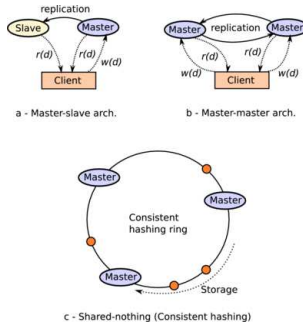 replication
Slave
Master
r(d)
r(d)
w(d)
Client
a - Master-slave arch.
Master
replication
Master
r(d)
r(d)
w(d)
w(d)
Client
b - Master-master arch.
Master
Consistent
hashing ring
Master
Master
Storage
c - Shared-nothing (Consistent hashing)